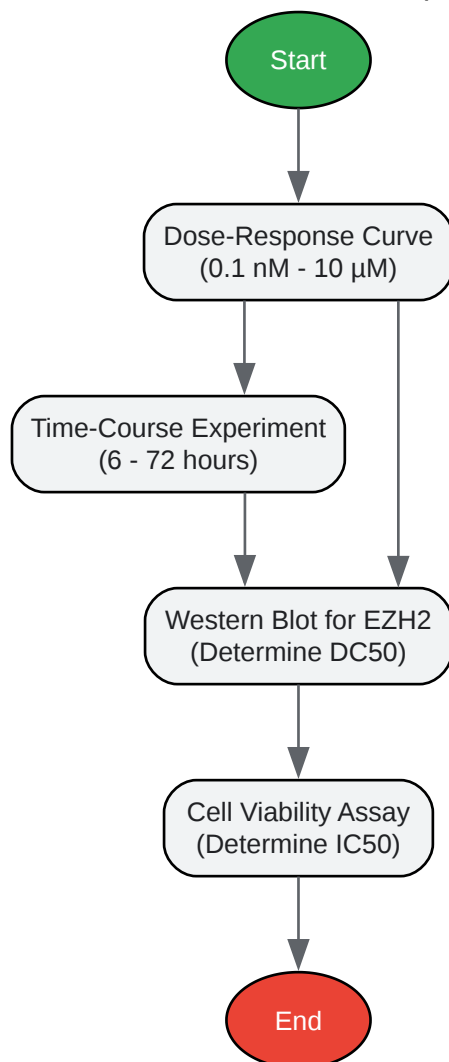 Start
Dose-Response Curve
(0.1 nM - 10 µM)
Time-Course Experiment
(6 - 72 hours)
Western Blot for EZH2
(Determine DC50)
Cell Viability Assay
(Determine IC50)
End